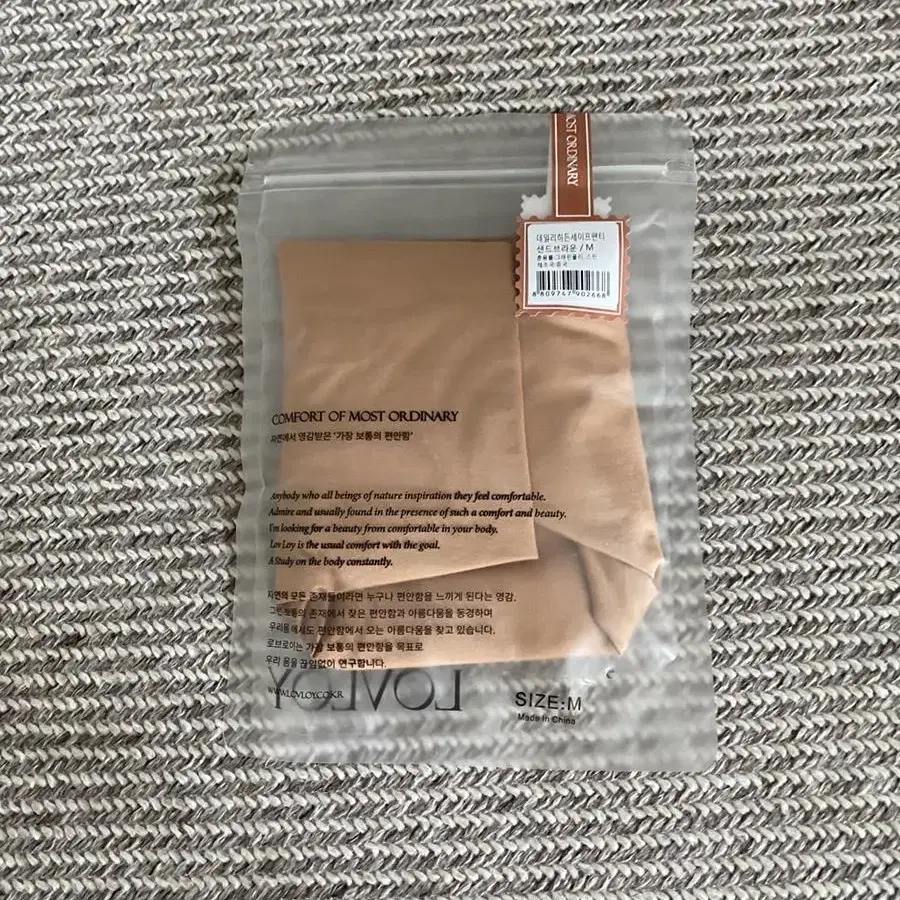 MOST ORDINARY
데일리히든세이프팬티
샌드브라운 / M
제조국:중국
8 809747 902668
COMFORT OF MOST ORDINARY
자연에서 영감받은 '가장 보통의 편안함'
Anybody who all beings of nature inspiration they feel comfortable.
Admire and usually found in the presence of such a comfort and beauty.
I'm looking for a beauty from comfortable in your body.
LovLoy is the usual comfort with the goal.
A Study on the body constantly.
자연의 모든 존재들이라면 누구나 편안함을 느끼게 된다는 영감.
그런 보통의 존재에서 찾은 편안함과 아름다움을 동경하며
우리몸에서도 편안함에서 오는 아름다움을 찾고 있습니다.
로브로이는 가장 보통의 편안함을 목표로
우리 몸을 끊임없이 연구합니다.
WWW.LOVLOY.CO.KR
LOVLOY
SIZE:M
Made In China